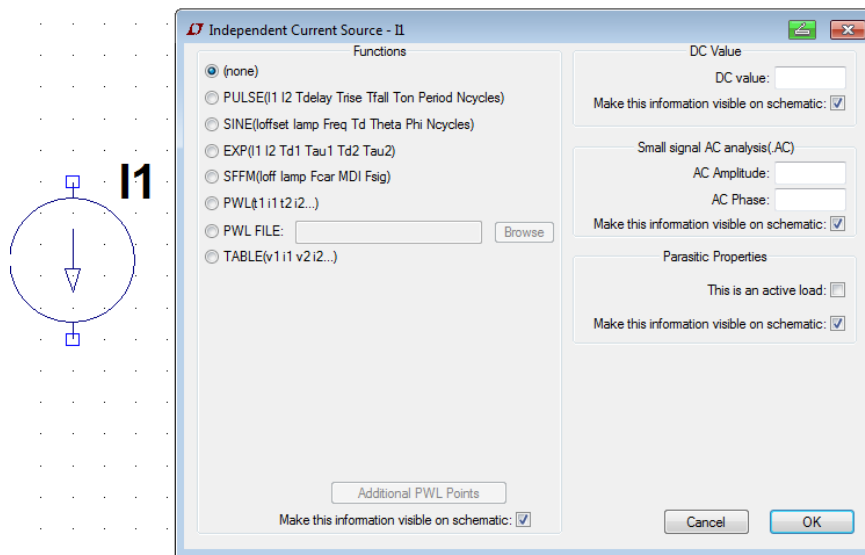 Independent Current Source - I1
Functions
(none)
PULSE(I1 I2 Tdelay Trise Tfall Ton Period Ncycles)
SINE(Ioffset Iamp Freq Td Theta Phi Ncycles)
EXP(I1 I2 Td1 Tau1 Td2 Tau2)
SFFM(Ioff Iamp Fcar MDI Fsig)
PWL(t1 i1 t2 i2...)
PWL FILE:
Browse
TABLE(v1 i1 v2 i2...)
Additional PWL Points
Make this information visible on schematic:
DC Value
DC value:
Make this information visible on schematic:
Small signal AC analysis(.AC)
AC Amplitude:
AC Phase:
Make this information visible on schematic:
Parasitic Properties
This is an active load:
Make this information visible on schematic:
Cancel
OK
I1